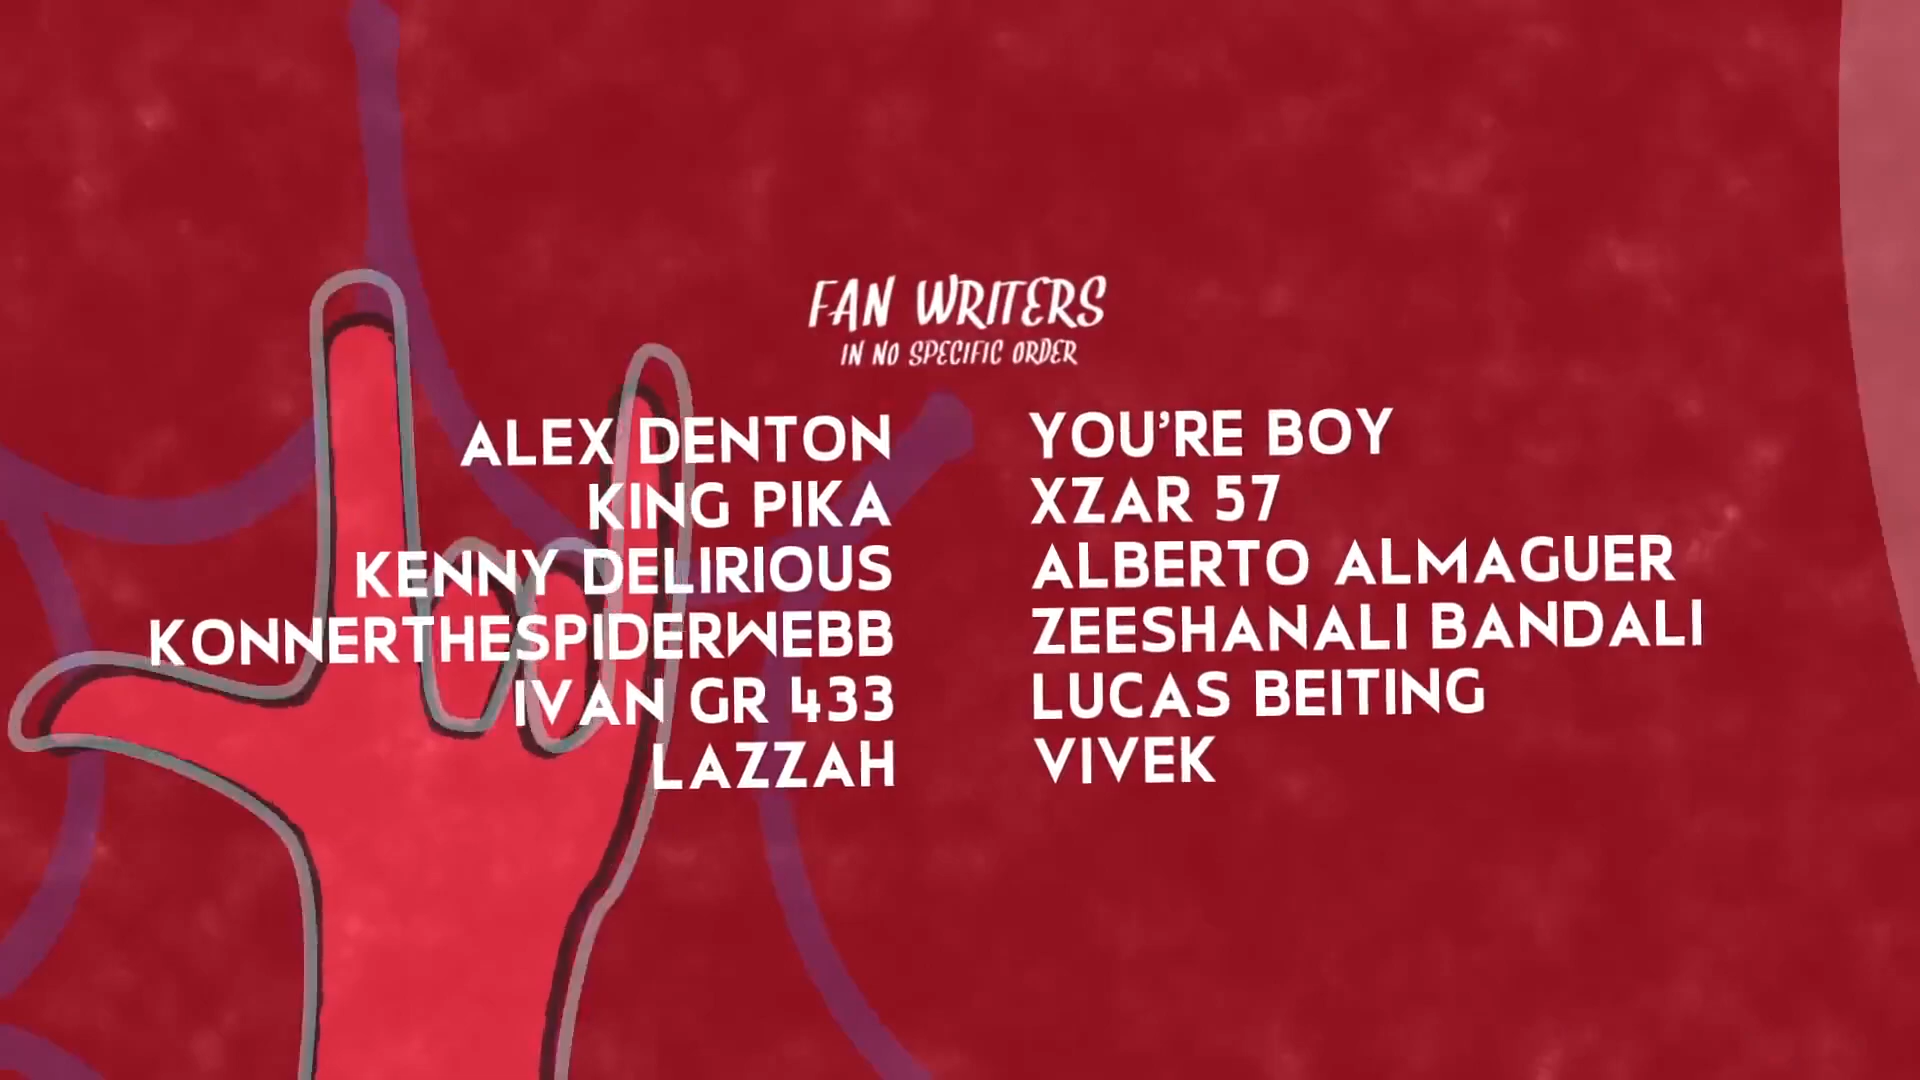 FAN WRITERS
IN NO SPECIFIC ORDER
ALEX DENTON
KING PIKA
KENNY DELIRIOUS
KONNERTHESPIDERWEBB
IVAN GR 433
LAZZAH
YOU'RE BOY
XZAR 57
ALBERTO ALMAGUER
ZEESHANALI BANDALI
LUCAS BEITING
VIVEK